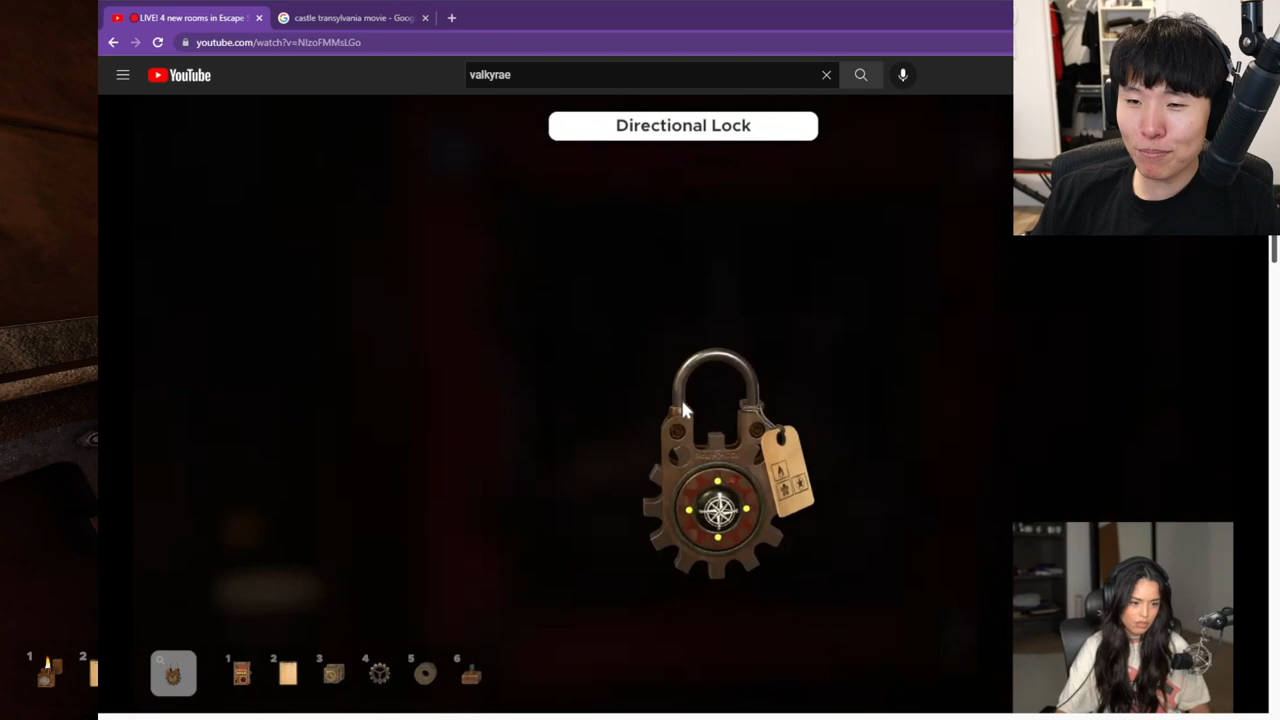 LIVE! 4 new rooms in Escape
castle transylvania movie - Goog
youtube.com/watch?v=NIzoFMMsLGo
YouTube
valkyrae
Directional Lock
1 2
1 2 3 4 5 6